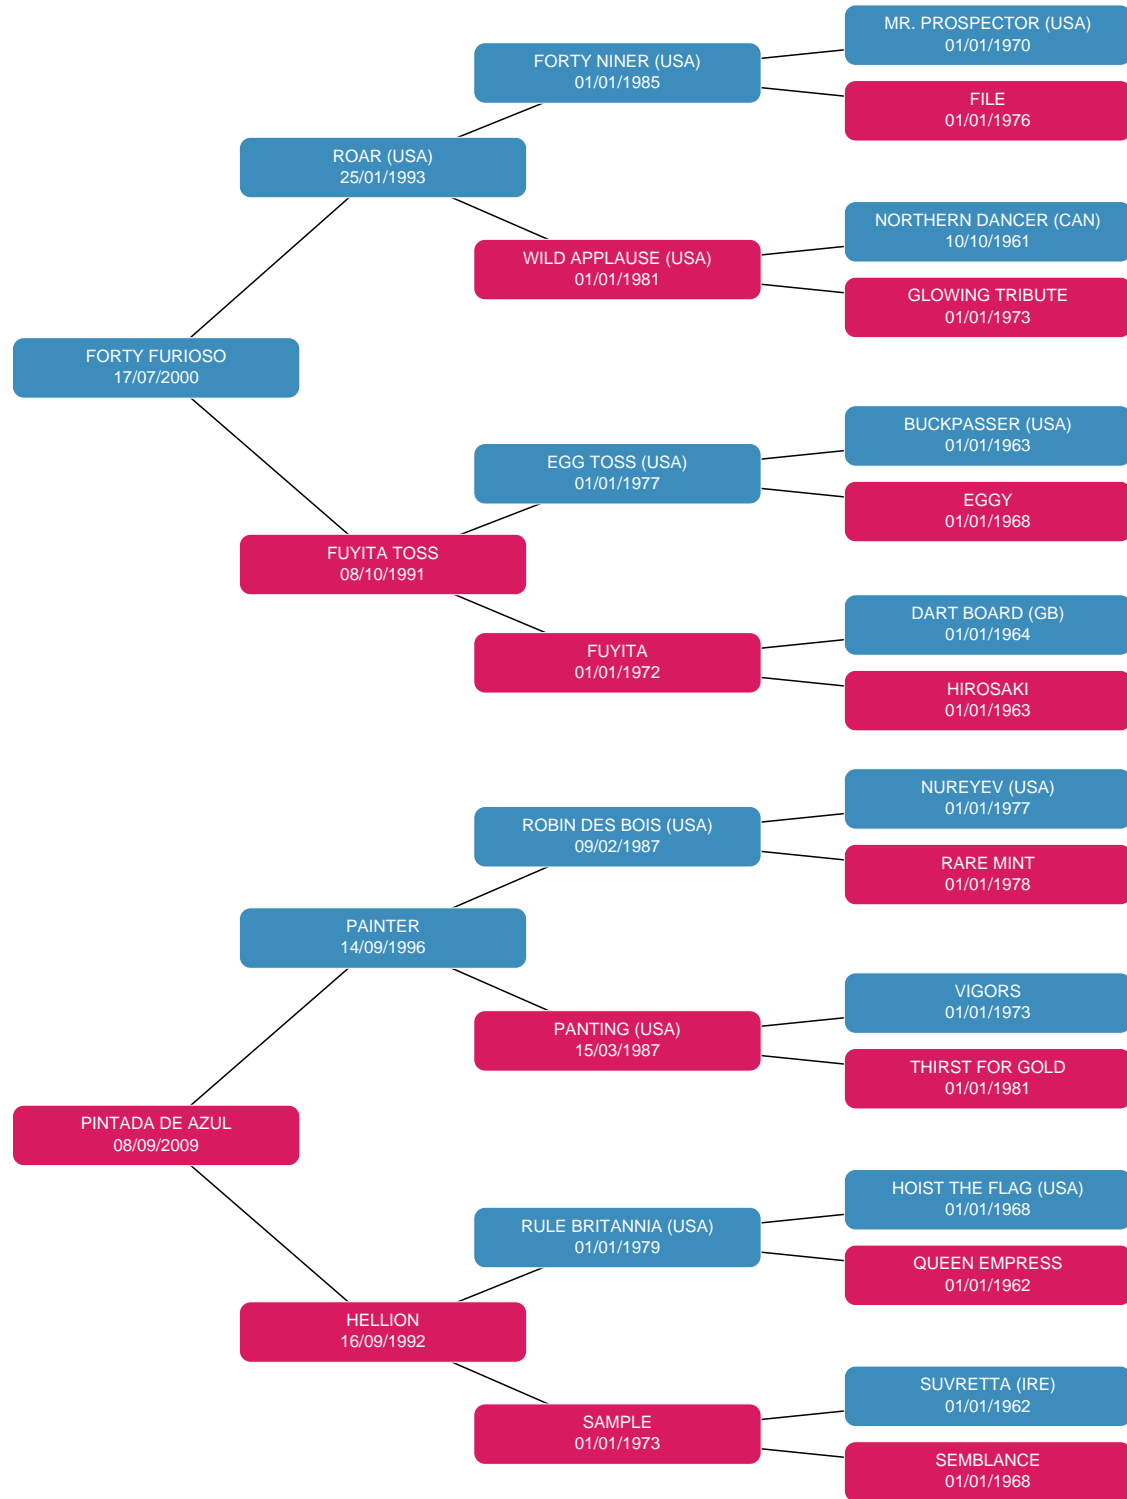 MR. PROSPECTOR (USA)
01/01/1970
FORTY NINER (USA)
01/01/1985
FILE
01/01/1976
ROAR (USA)
25/01/1993
NORTHERN DANCER (CAN)
10/10/1961
WILD APPLAUSE (USA)
01/01/1981
GLOWING TRIBUTE
01/01/1973
FORTY FURIOSO
17/07/2000
BUCKPASSER (USA)
01/01/1963
EGG TOSS (USA)
01/01/1977
EGGY
01/01/1968
FUYITA TOSS
08/10/1991
DART BOARD (GB)
01/01/1964
FUYITA
01/01/1972
HIROSAKI
01/01/1963
NUREYEV (USA)
01/01/1977
ROBIN DES BOIS (USA)
09/02/1987
RARE MINT
01/01/1978
PAINTER
14/09/1996
VIGORS
01/01/1973
PANTING (USA)
15/03/1987
THIRST FOR GOLD
01/01/1981
PINTADA DE AZUL
08/09/2009
HOIST THE FLAG (USA)
01/01/1968
RULE BRITANNIA (USA)
01/01/1979
QUEEN EMPRESS
01/01/1962
HELLION
16/09/1992
SUVRETTA (IRE)
01/01/1962
SAMPLE
01/01/1973
SEMBLANCE
01/01/1968